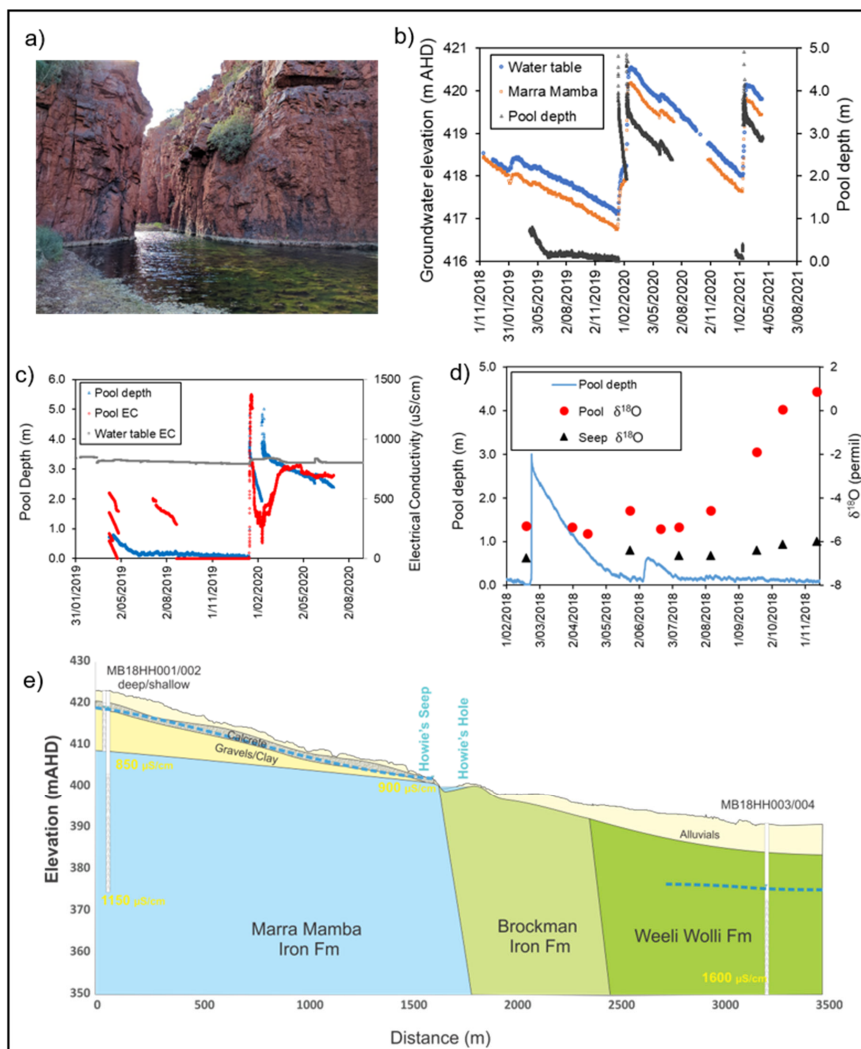 a)
b)
421
420
419
418
417
416
Groundwater elevation (m AHD)
Water table
Marra Mamba
Pool depth
5.0
4.0
3.0
2.0
1.0
0.0
Pool depth (m)
1/11/2018
31/01/2019
3/05/2019
2/08/2019
2/11/2019
1/02/2020
3/05/2020
2/08/2020
2/11/2020
1/02/2021
4/05/2021
3/08/2021
c)
6.0
5.0
4.0
3.0
2.0
1.0
0.0
Pool Depth (m)
Pool depth
Pool EC
Water table EC
1500
1000
500
0
Electrical Conductivity (uS/cm)
31/01/2019
2/05/2019
2/08/2019
1/11/2019
1/02/2020
2/05/2020
2/08/2020
d)
5.0
4.0
3.0
2.0
1.0
0.0
Pool depth (m)
Pool depth
Pool δ¹⁸O
Seep δ¹⁸O
2
0
-2
-4
-6
-8
δ¹⁸O (permil)
1/02/2018
3/03/2018
2/04/2018
3/05/2018
2/06/2018
3/07/2018
2/08/2018
1/09/2018
2/10/2018
1/11/2018
e)
430
420
410
400
390
380
370
360
350
Elevation (mAHD)
MB18HH001/002
deep/shallow
Calcrete
Gravels/Clay
850 µS/cm
900 µS/cm
1150 µS/cm
Howie's Seep
Howie's Hole
MB18HH003/004
Alluvials
Marra Mamba
Iron Fm
Brockman
Iron Fm
Weeli Wolli Fm
1600 µS/cm
0
500
1000
1500
2000
2500
3000
3500
Distance (m)